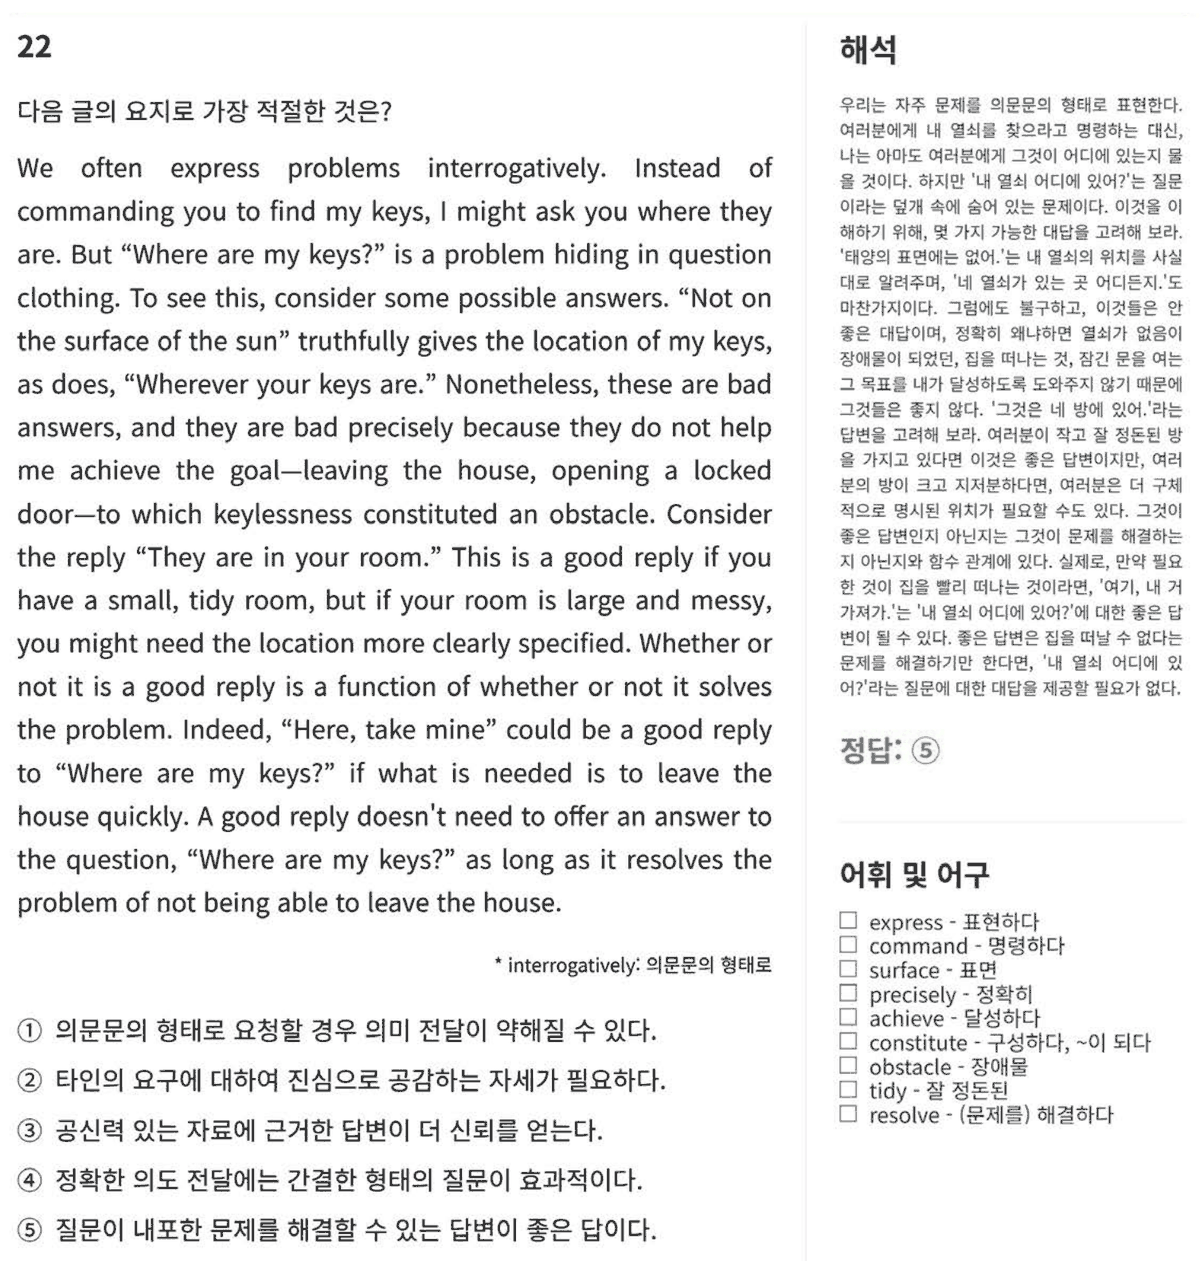 22
다음 글의 요지로 가장 적절한 것은?
We often express problems interrogatively. Instead of
commanding you to find my keys, I might ask you where they
are. But “Where are my keys?” is a problem hiding in question
clothing. To see this, consider some possible answers. “Not on
the surface of the sun” truthfully gives the location of my keys,
as does, “Wherever your keys are.” Nonetheless, these are bad
answers, and they are bad precisely because they do not help
me achieve the goal—leaving the house, opening a locked
door—to which keylessness constituted an obstacle. Consider
the reply “They are in your room.” This is a good reply if you
have a small, tidy room, but if your room is large and messy,
you might need the location more clearly specified. Whether or
not it is a good reply is a function of whether or not it solves
the problem. Indeed, “Here, take mine” could be a good reply
to “Where are my keys?” if what is needed is to leave the
house quickly. A good reply doesn't need to offer an answer to
the question, “Where are my keys?” as long as it resolves the
problem of not being able to leave the house.
* interrogatively: 의문문의 형태로
① 의문문의 형태로 요청할 경우 의미 전달이 약해질 수 있다.
② 타인의 요구에 대하여 진심으로 공감하는 자세가 필요하다.
③ 공신력 있는 자료에 근거한 답변이 더 신뢰를 얻는다.
④ 정확한 의도 전달에는 간결한 형태의 질문이 효과적이다.
⑤ 질문이 내포한 문제를 해결할 수 있는 답변이 좋은 답이다.
해석
우리는 자주 문제를 의문문의 형태로 표현한다.
여러분에게 내 열쇠를 찾으라고 명령하는 대신,
나는 아마도 여러분에게 그것이 어디에 있는지 물
을 것이다. 하지만 '내 열쇠 어디에 있어?'는 질문
이라는 덮개 속에 숨어 있는 문제이다. 이것을 이
해하기 위해, 몇 가지 가능한 대답을 고려해 보라.
'태양의 표면에는 없어.'는 내 열쇠의 위치를 사실
대로 알려주며, '네 열쇠가 있는 곳 어디든지.'도
마찬가지이다. 그럼에도 불구하고, 이것들은 안
좋은 대답이며, 정확히 왜냐하면 열쇠가 없음이
장애물이 되었던, 집을 떠나는 것, 잠긴 문을 여는
그 목표를 내가 달성하도록 도와주지 않기 때문에
그것들은 좋지 않다. '그것은 네 방에 있어.'라는
답변을 고려해 보라. 여러분이 작고 잘 정돈된 방
을 가지고 있다면 이것은 좋은 답변이지만, 여러
분의 방이 크고 지저분하다면, 여러분은 더 구체
적으로 명시된 위치가 필요할 수도 있다. 그것이
좋은 답변인지 아닌지는 그것이 문제를 해결하는
지 아닌지와 함수 관계에 있다. 실제로, 만약 필요
한 것이 집을 빨리 떠나는 것이라면, '여기, 내 거
가져가.'는 '내 열쇠 어디에 있어?'에 대한 좋은 답
변이 될 수 있다. 좋은 답변은 집을 떠날 수 없다는
문제를 해결하기만 한다면, '내 열쇠 어디에 있
어?'라는 질문에 대한 대답을 제공할 필요가 없다.
정답: ⑤
어휘 및 어구
□ express - 표현하다
□ command - 명령하다
□ surface - 표면
□ precisely - 정확히
□ achieve - 달성하다
□ constitute - 구성하다, ~이 되다
□ obstacle - 장애물
□ tidy - 잘 정돈된
□ resolve - (문제를) 해결하다